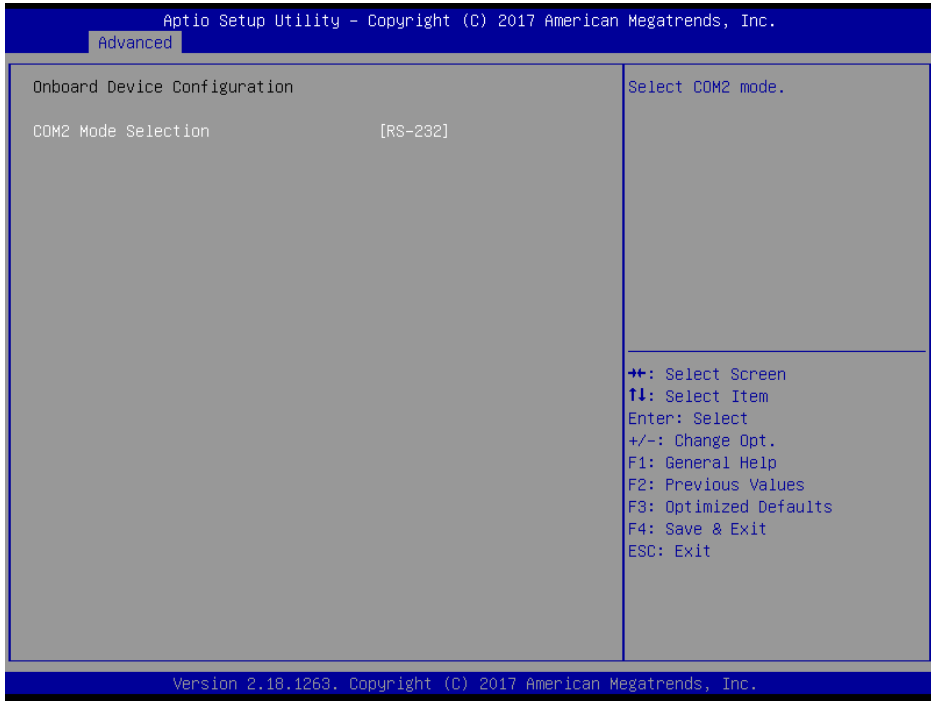 Aptio Setup Utility – Copyright (C) 2017 American Megatrends, Inc.
Advanced
Onboard Device Configuration
COM2 Mode Selection [RS-232]
Select COM2 mode.
→←: Select Screen
↑↓: Select Item
Enter: Select
+/-: Change Opt.
F1: General Help
F2: Previous Values
F3: Optimized Defaults
F4: Save & Exit
ESC: Exit
Version 2.18.1263. Copyright (C) 2017 American Megatrends, Inc.